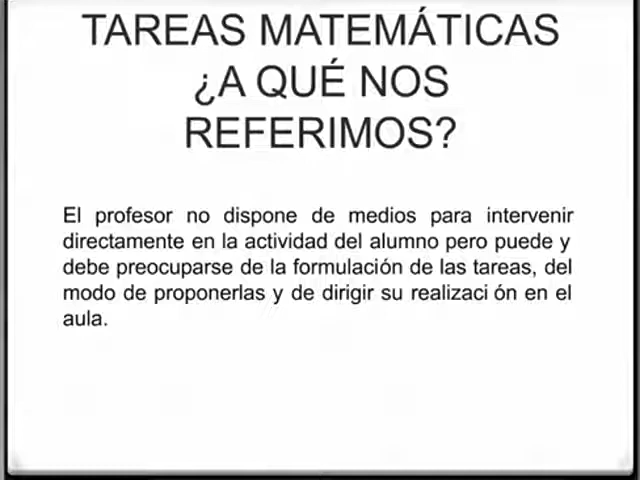 TAREAS MATEMÁTICAS
¿A QUÉ NOS
REFERIMOS?
El profesor no dispone de medios para intervenir
directamente en la actividad del alumno pero puede y
debe preocuparse de la formulación de las tareas, del
modo de proponerlas y de dirigir su realizaci ón en el
aula.